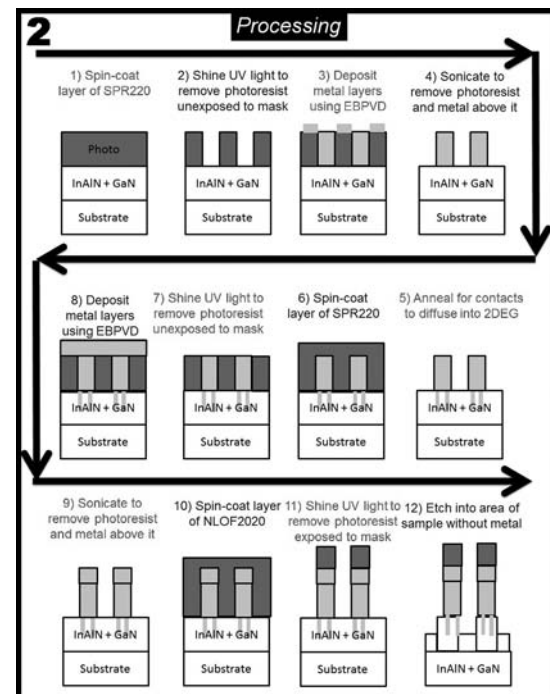 2
Processing
1) Spin-coat
layer of SPR220
2) Shine UV light to
remove photoresist
unexposed to mask
3) Deposit
metal layers
using EBPVD
4) Sonicate to
remove photoresist
and metal above it
Photo
InAlN + GaN
Substrate
InAlN + GaN
Substrate
InAlN + GaN
Substrate
InAlN + GaN
Substrate
8) Deposit
metal layers
using EBPVD
7) Shine UV light to
remove photoresist
unexposed to mask
6) Spin-coat
layer of SPR220
5) Anneal for contacts
to diffuse into 2DEG
InAlN + GaN
Substrate
InAlN + GaN
Substrate
InAlN + GaN
Substrate
InAlN + GaN
Substrate
9) Sonicate to
remove photoresist
and metal above it
10) Spin-coat layer
of NLOF2020
11) Shine UV light to
remove photoresist
exposed to mask
12) Etch into area of
sample without metal
InAlN + GaN
Substrate
InAlN + GaN
Substrate
InAlN + GaN
Substrate
InAlN + GaN